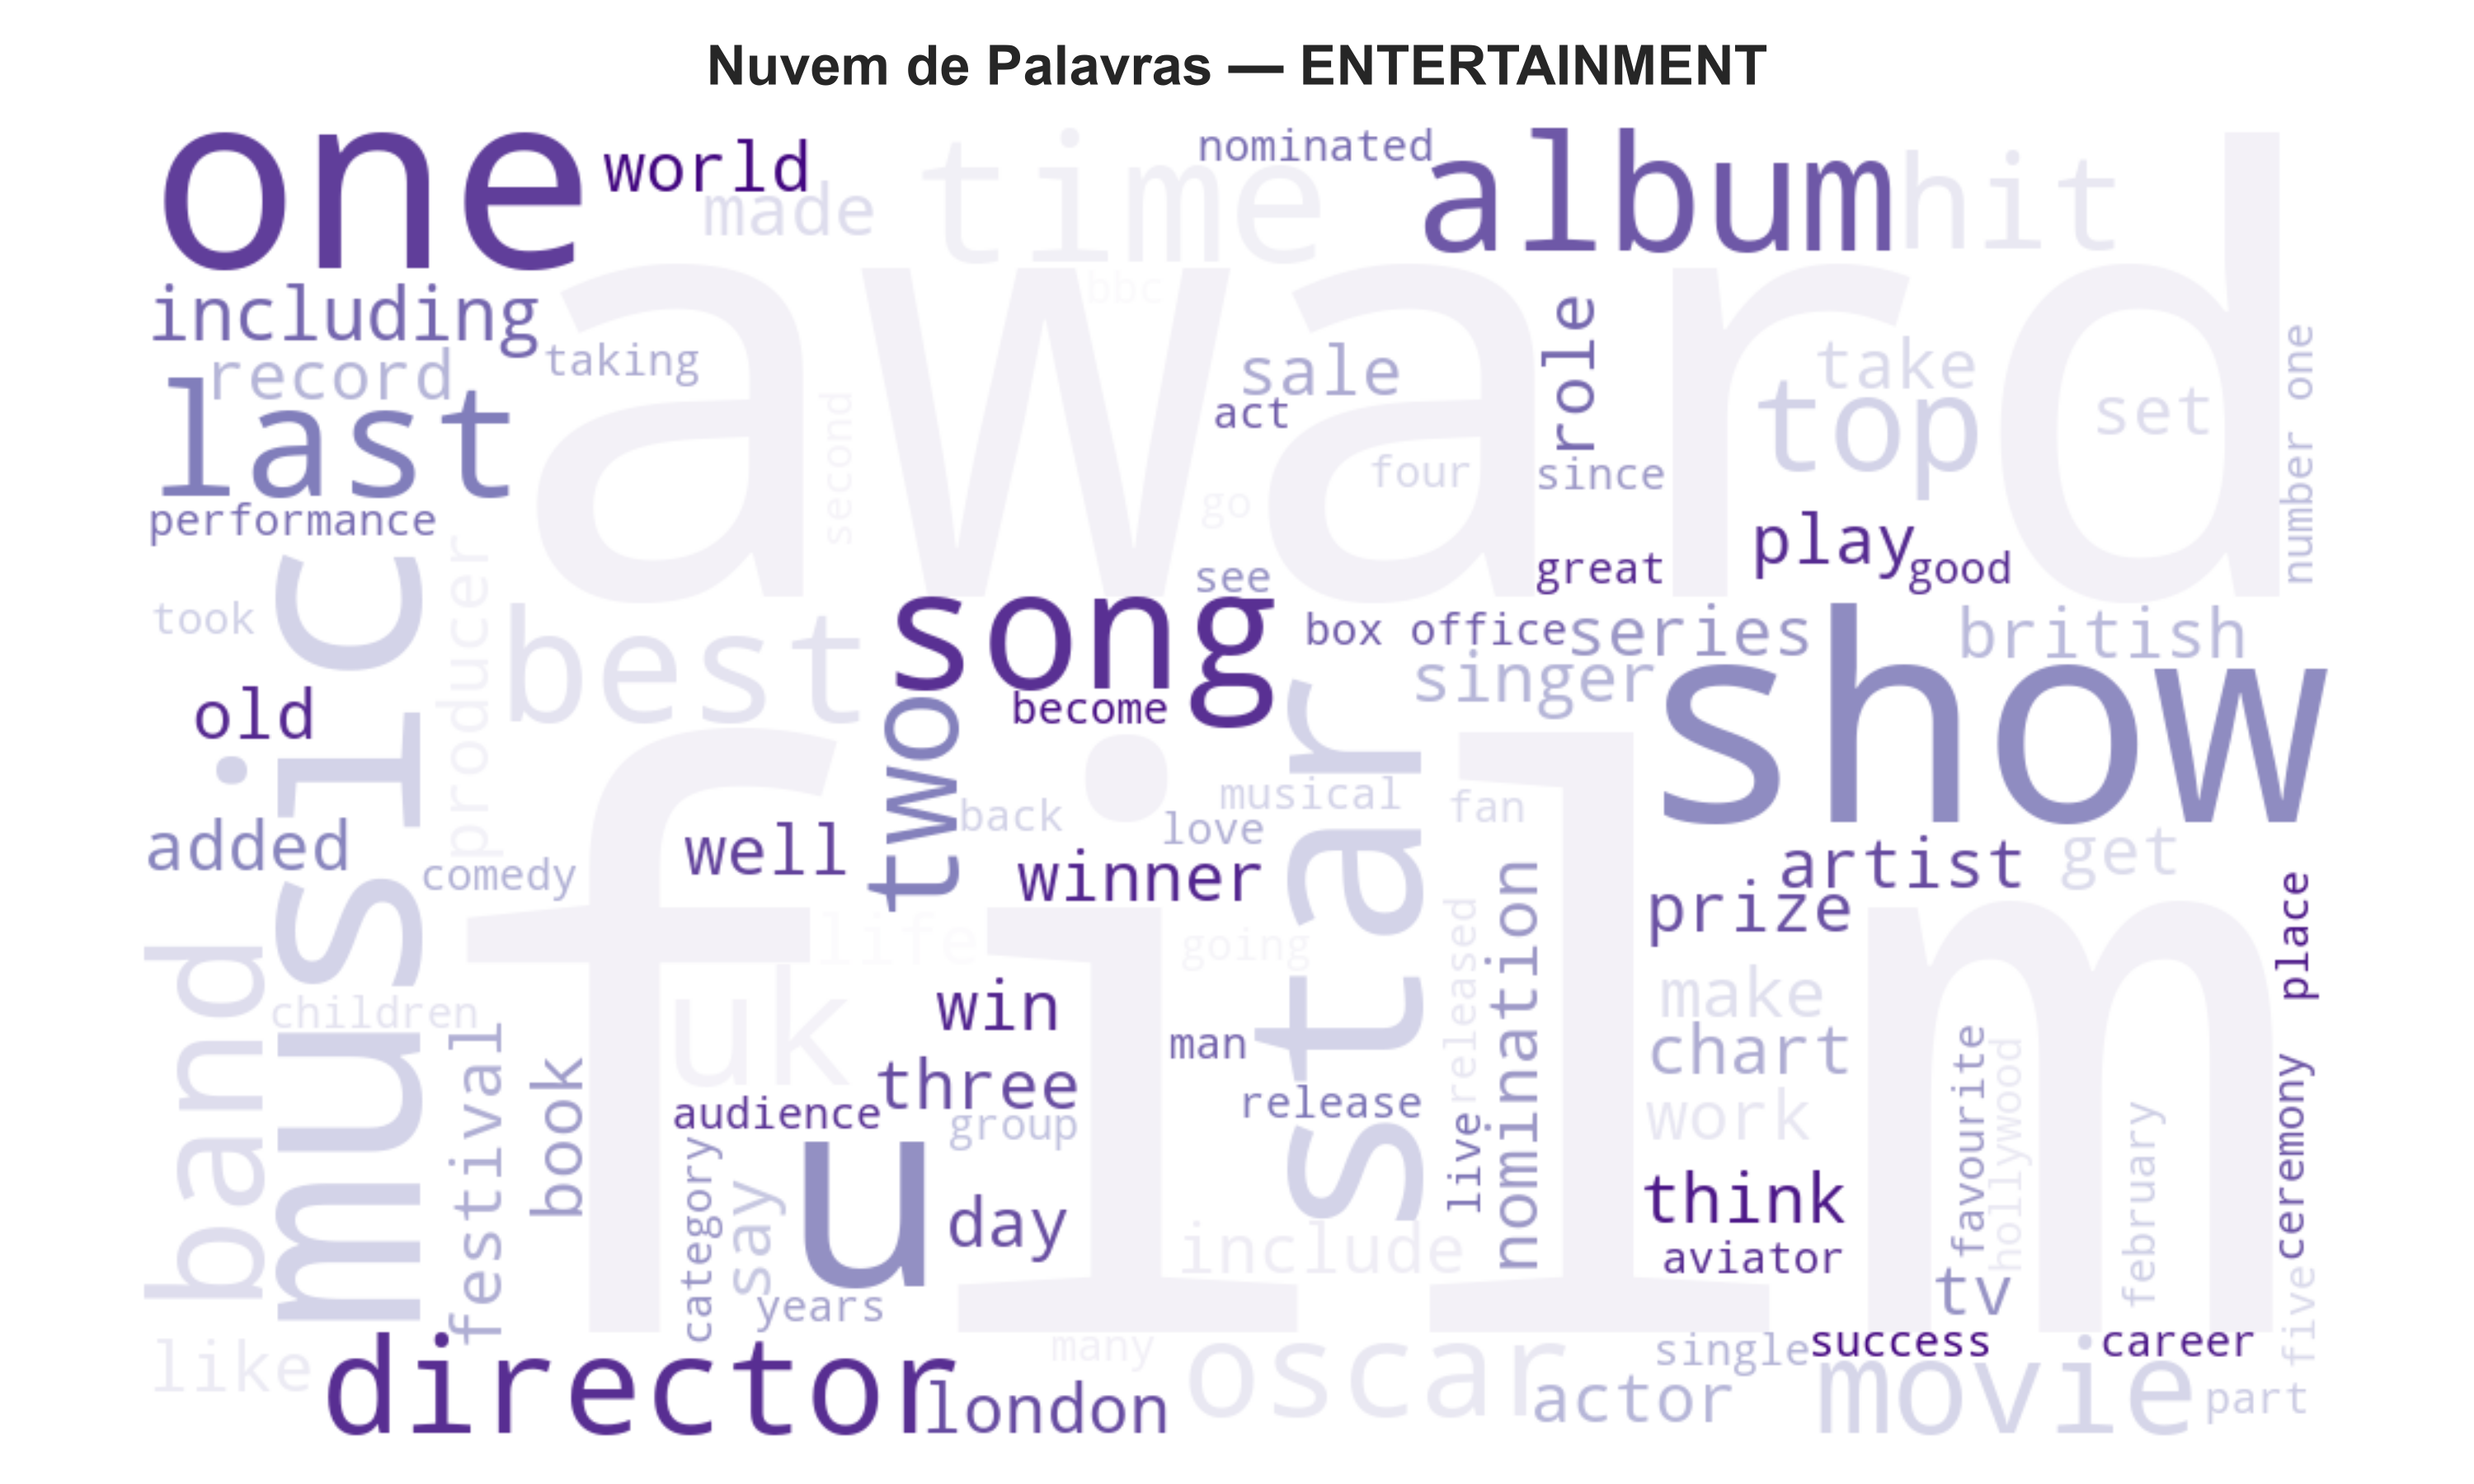 Nuvem de Palavras — ENTERTAINMENT
one
world
made
time
nominated
album
hit
award
bbc
including
record
taking
last
performance
second
sale
act
role
four
since
go
take
top
set
number one
see
great
play
good
music
producer
took
best
song
box office
series
singer
british
show
old
become
two
star
film
added
comedy
well
back
musical
love
fan
winner
artist
get
prize
place
life
going
released
nomination
band
children
uk
win
man
make
chart
festival
book
audience
three
group
release
live
work
favourite
hollywood
february
ceremony
category
say
u
day
include
think
aviator
years
tv
five
like
director
london
many
oscar
single
success
career
actor
movie
part